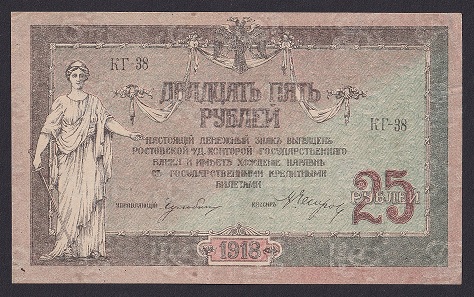 КГ-38
ДВАДЦАТЬ ПЯТЬ
РУБЛЕЙ
КГ-38
НАСТОЯЩІЙ ДЕНЕЖНЫЙ ЗНАКЪ ВЫПУЩЕНЪ
РОСТОВСКОЙ Н/Д. КОНТОРОЙ ГОСУДАРСТВЕННАГО
БАНКА И ИМѢЕТЪ ХОЖДЕНІЕ НАРАВНѢ
СЪ ГОСУДАРСТВЕННЫМИ КРЕДИТНЫМИ
БИЛЕТАМИ
УПРАВЛЯЮЩІЙ
КАССИРЪ
25
РУБЛЕЙ
1918